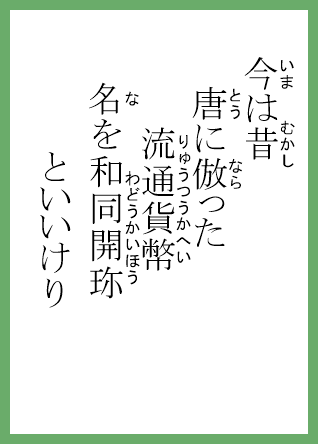 今は昔
唐に倣った
流通貨幣
名を和同開珎
といいけり
いま
むかし
とう
なら
りゅうつうかへい
な
わどうかいほう